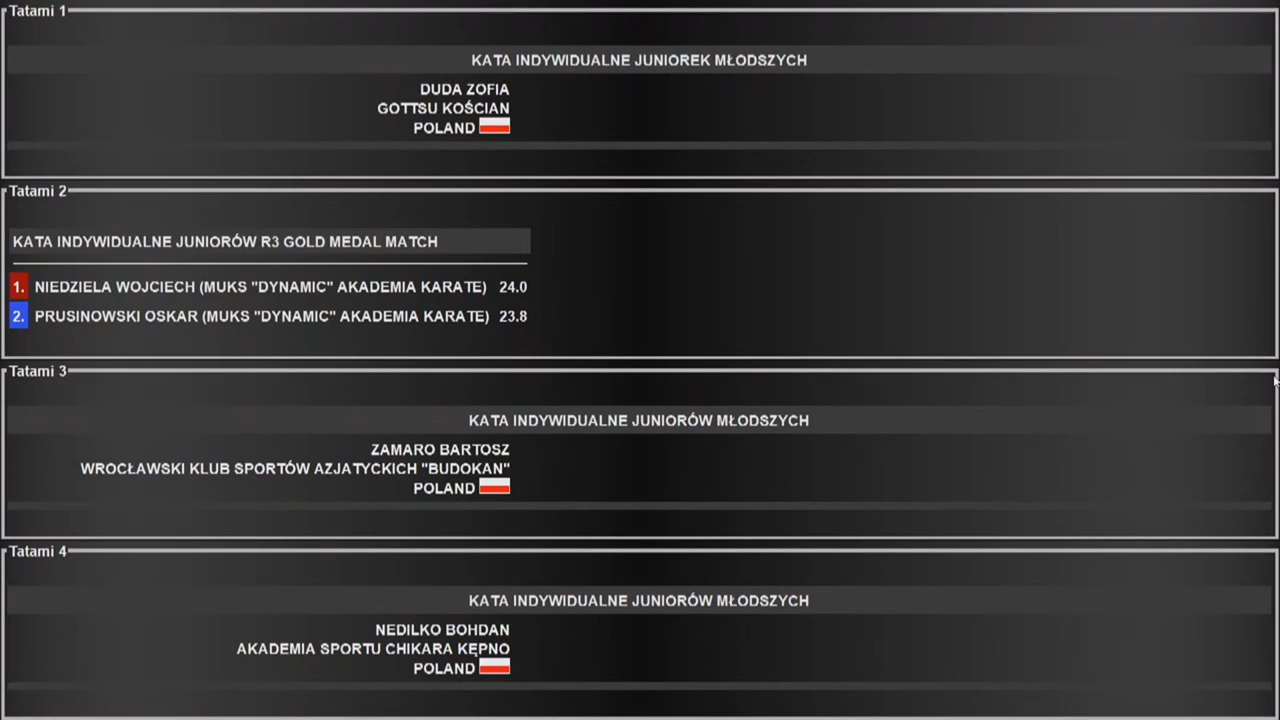 Tatami 1
KATA INDYWIDUALNE JUNIOREK MŁODSZYCH
DUDA ZOFIA
GOTTSU KOŚCIAN
POLAND
Tatami 2
KATA INDYWIDUALNE JUNIORÓW R3 GOLD MEDAL MATCH
1. NIEDZIELA WOJCIECH (MUKS "DYNAMIC" AKADEMIA KARATE) 24.0
2. PRUSINOWSKI OSKAR (MUKS "DYNAMIC" AKADEMIA KARATE) 23.8
Tatami 3
KATA INDYWIDUALNE JUNIORÓW MŁODSZYCH
ZAMARO BARTOSZ
WROCŁAWSKI KLUB SPORTÓW AZJATYCKICH "BUDOKAN"
POLAND
Tatami 4
KATA INDYWIDUALNE JUNIORÓW MŁODSZYCH
NEDILKO BOHDAN
AKADEMIA SPORTU CHIKARA KĘPNO
POLAND